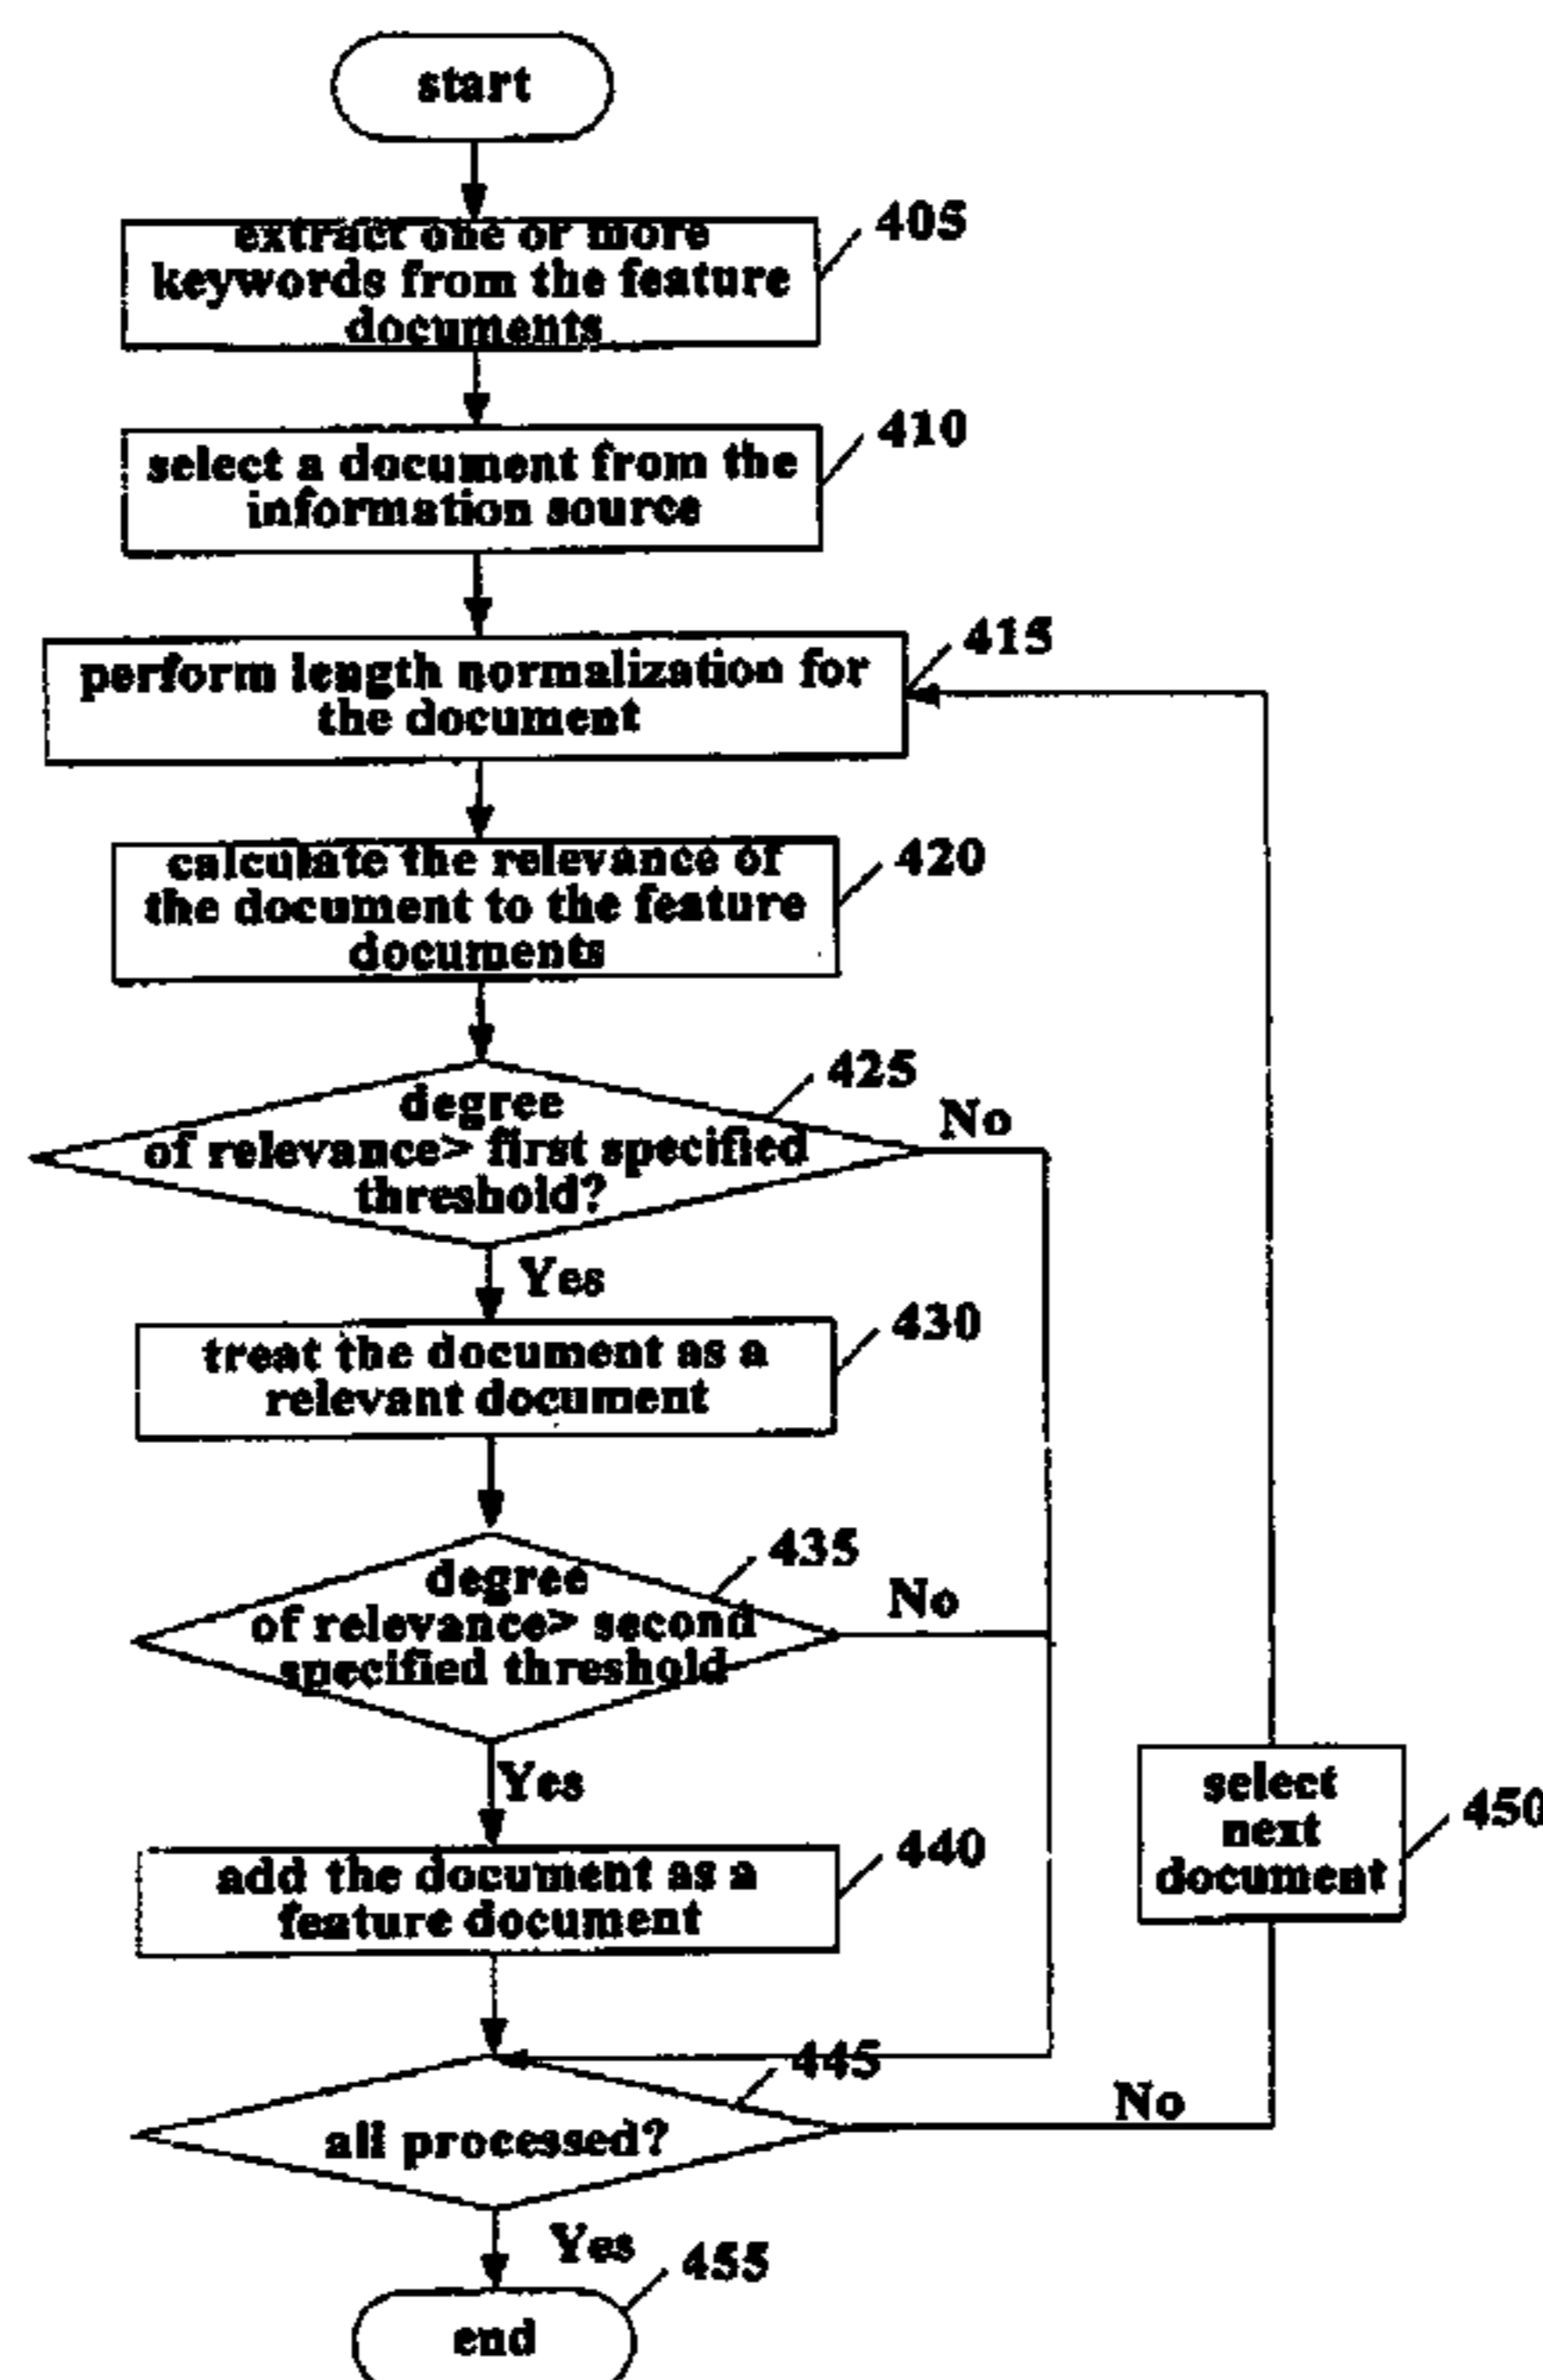 start
extract one or more
keywords from the feature
documents
405
select a document from the
information source
410
perform length normalization for
the document
415
calculate the relevance of
the document to the feature
documents
420
degree
of relevance> first specified
threshold?
425
No
Yes
treat the document as a
relevant document
430
degree
of relevance> second
specified threshold
435
No
Yes
add the document as a
feature document
440
select
next
document
450
all processed?
445
No
Yes
end
455